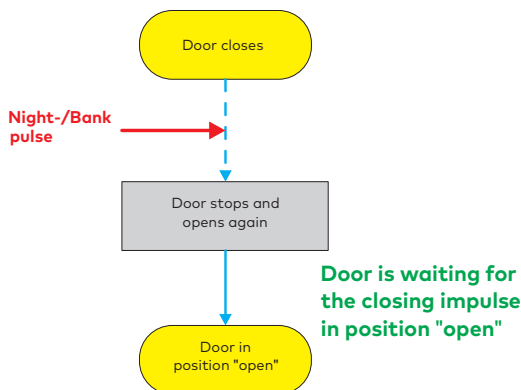 Door closes
Night-/Bank
pulse
Door stops and
opens again
Door is waiting for
the closing impulse
in position "open"
Door in
position "open"